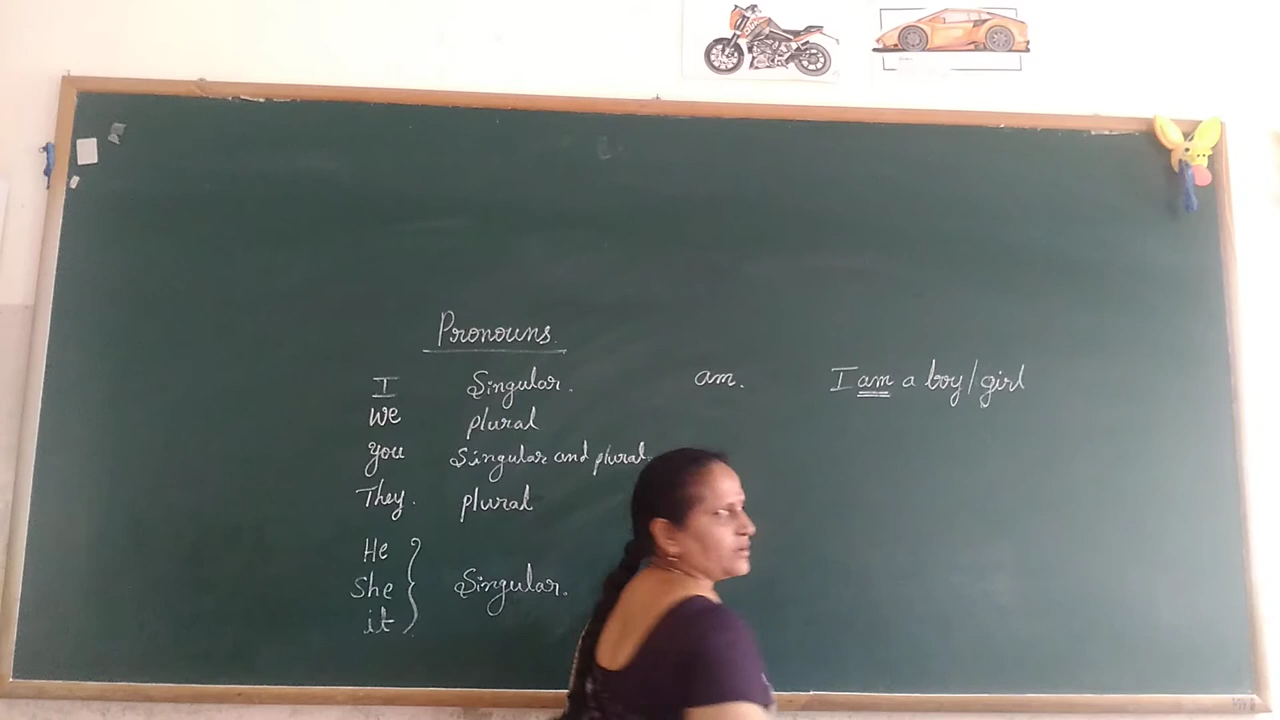 Pronouns.
I Singular. am. I am a boy/girl
we plural
you Singular and plural.
They. plural
He
She } Singular.
it